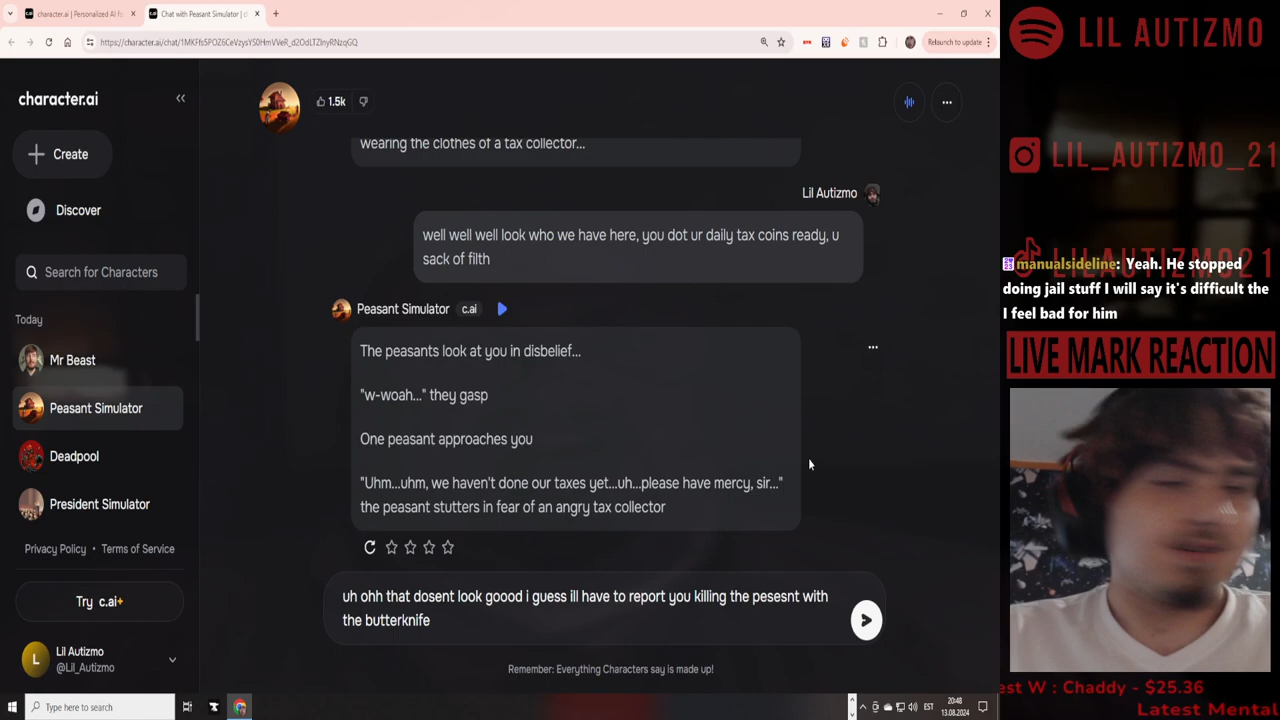 character.ai | Personalized AI fo
Chat with Peasant Simulator | c
https://character.ai/chat/1MKFfs5POZ6CeVzysYS0HmVVeR_d2OdLTZlnyRNzqGQ
Relaunch to update
character.ai
Create
Discover
Search for Characters
Today
Mr Beast
Peasant Simulator
Deadpool
President Simulator
Privacy Policy • Terms of Service
Try c.ai+
L
Lil Autizmo
@Lil_Autizmo
1.5k
wearing the clothes of a tax collector...
Lil Autizmo
well well well look who we have here, you dot ur daily tax coins ready, u
sack of filth
Peasant Simulator c.ai
The peasants look at you in disbelief...
"w-woah..." they gasp
One peasant approaches you
"Uhm...uhm, we haven't done our taxes yet...uh...please have mercy, sir..."
the peasant stutters in fear of an angry tax collector
uh ohh that dosent look goood i guess ill have to report you killing the pesesnt with
the butterknife
Remember: Everything Characters say is made up!
Type here to search
EST
20:48
13.08.2024
LIL AUTIZMO
LIL_AUTIZMO_21
LILAUTIZMO21
manualsideline: Yeah. He stopped
doing jail stuff I will say it's difficult the
I feel bad for him
LIVE MARK REACTION
est W : Chaddy - $25.36
Latest Mental